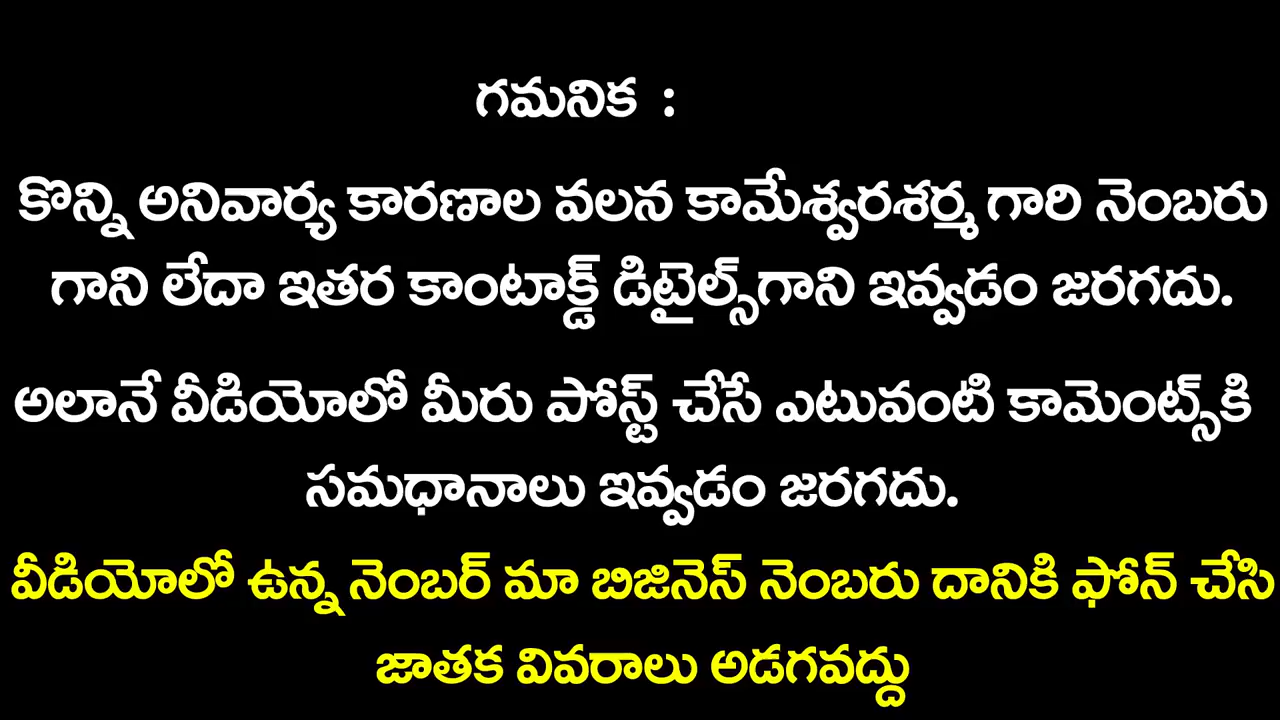 గమనిక :
కొన్ని అనివార్య కారణాల వలన కామేశ్వరశర్మ గారి నెంబరు
గాని లేదా ఇతర కాంటాక్డ్ డిటైల్స్‌గాని ఇవ్వడం జరగదు.
అలానే వీడియోలో మీరు పోస్ట్ చేసే ఎటువంటి కామెంట్స్‌కి
సమధానాలు ఇవ్వడం జరగదు.
వీడియోలో ఉన్న నెంబర్ మా బిజినెస్ నెంబరు దానికి ఫోన్ చేసి
జాతక వివరాలు అడగవద్దు